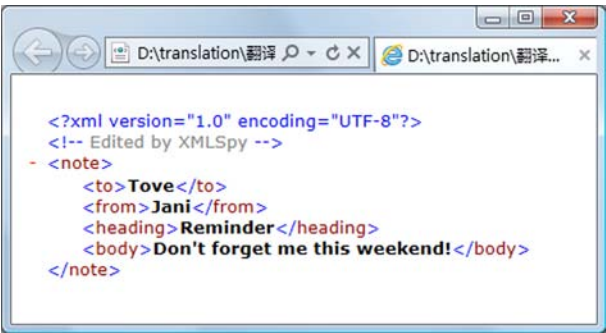 D:\translation\翻译
D:\translation\翻译...
<?xml version="1.0" encoding="UTF-8"?>
<!-- Edited by XMLSpy -->
- <note>
<to>Tove</to>
<from>Jani</from>
<heading>Reminder</heading>
<body>Don't forget me this weekend!</body>
</note>